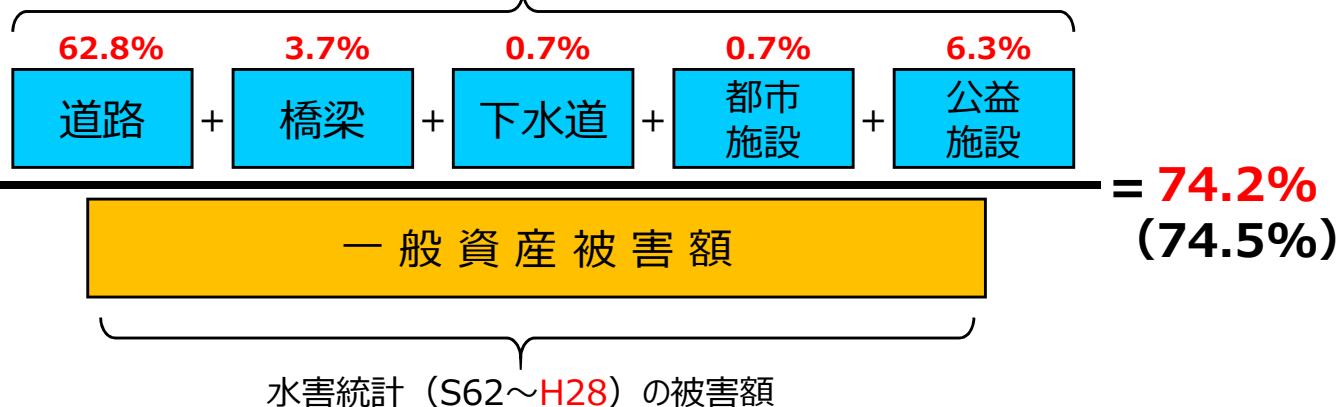 62.8% 3.7% 0.7% 0.7% 6.3%
道路 + 橋梁 + 下水道 + 都市施設 + 公益施設
= 74.2%
(74.5%)
一般資産被害額
水害統計(S62~H28)の被害額